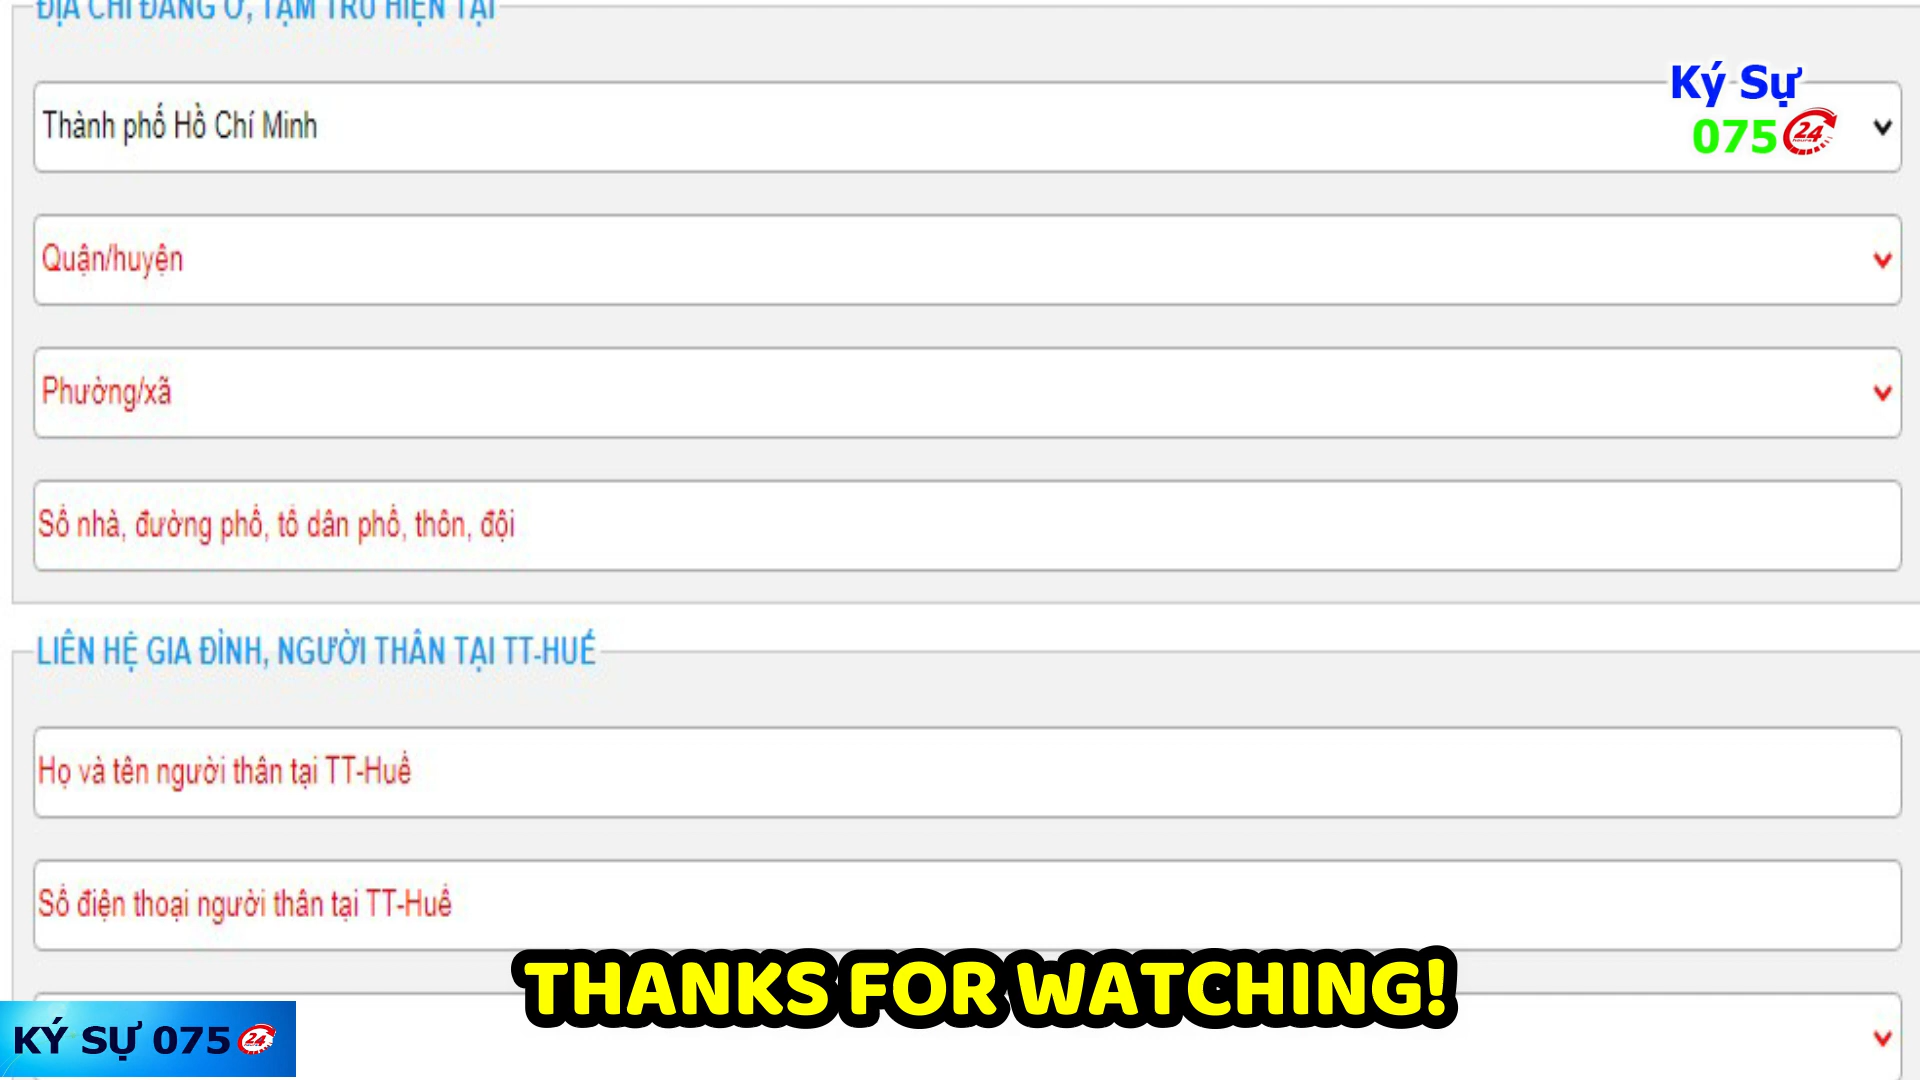 ĐỊA CHỈ ĐANG Ở, TẠM TRÚ HIỆN TẠI
Ký Sự
075 24
Thành phố Hồ Chí Minh
Quận/huyện
Phường/xã
Số nhà, đường phố, tổ dân phố, thôn, đội
LIÊN HỆ GIA ĐÌNH, NGƯỜI THÂN TẠI TT-HUẾ
Họ và tên người thân tại TT-Huế
Số điện thoại người thân tại TT-Huế
THANKS FOR WATCHING!
KÝ SỰ 075 24